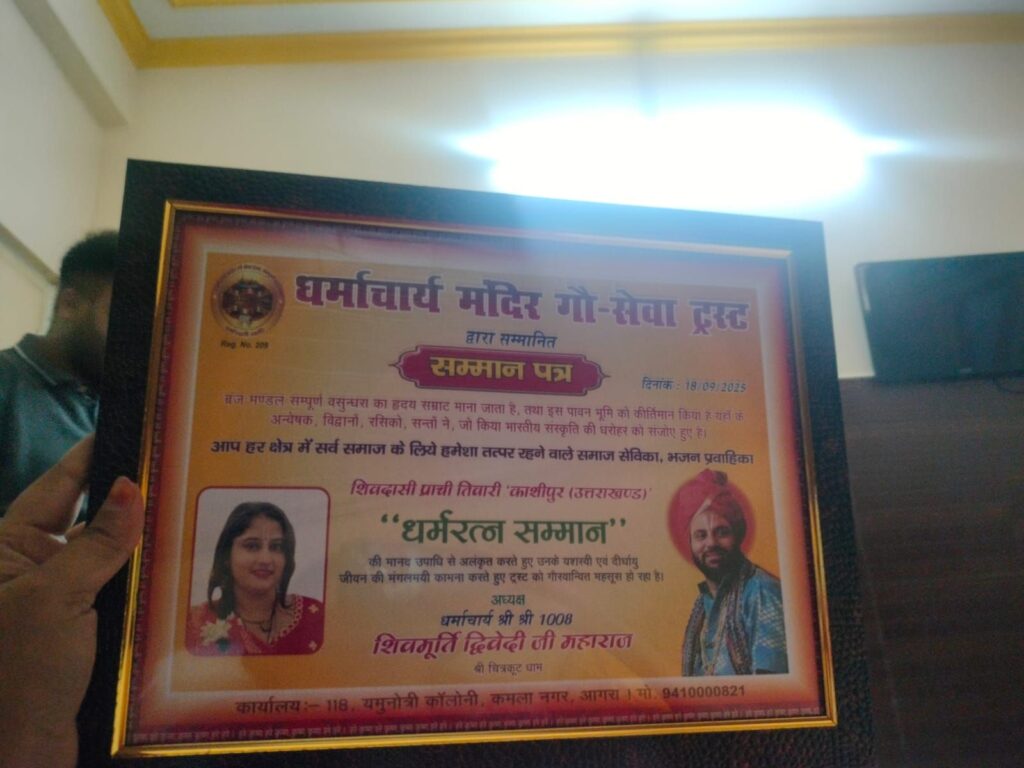 धर्माचार्य मंदिर गौ-सेवा ट्रस्ट
Reg. No. 209
द्वारा सम्मानित
सम्मान पत्र
दिनांक : 18/09/2025
ब्रज मण्डल सम्पूर्ण वसुन्धरा का हृदय सम्राट माना जाता है, तथा इस पावन भूमि को कीर्तिमान किया है यहाँ के
अन्वेषक, विद्वानों, रसिको, सन्तों ने, जो किया भारतीय संस्कृति की धरोहर को संजोए हुए है।
आप हर क्षेत्र में सर्व समाज के लिये हमेशा तत्पर रहने वाले समाज सेविका, भजन प्रवाहिका
शिवदासी प्राची तिवारी 'काशीपुर (उत्तराखण्ड)'
“धर्मरत्न सम्मान”
की मानद उपाधि से अलंकृत करते हुए उनके यशस्वी एवं दीर्घायु
जीवन की मंगलमयी कामना करते हुए ट्रस्ट को गौरवान्वित महसूस हो रहा है।
अध्यक्ष
धर्माचार्य श्री श्री 1008
शिवमूर्ति द्विवेदी जी महाराज
श्री चित्रकूट धाम
कार्यालय:– 118, यमुनोत्री कॉलोनी, कमला नगर, आगरा । मो. 9410000821